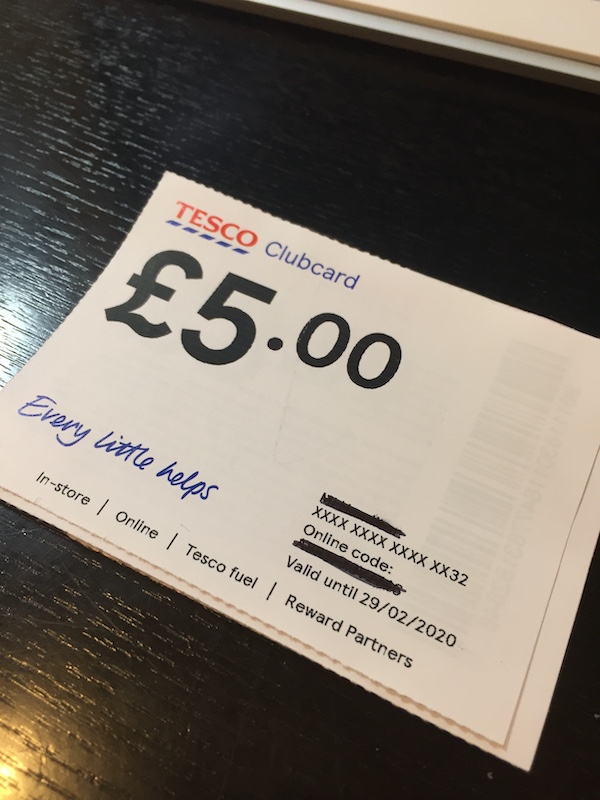 TESCO Clubcard
£5.00
Every little helps
XXXX XXXX XXXX XX32
Online code:
Valid until 29/02/2020
In-store | Online | Tesco fuel | Reward Partners